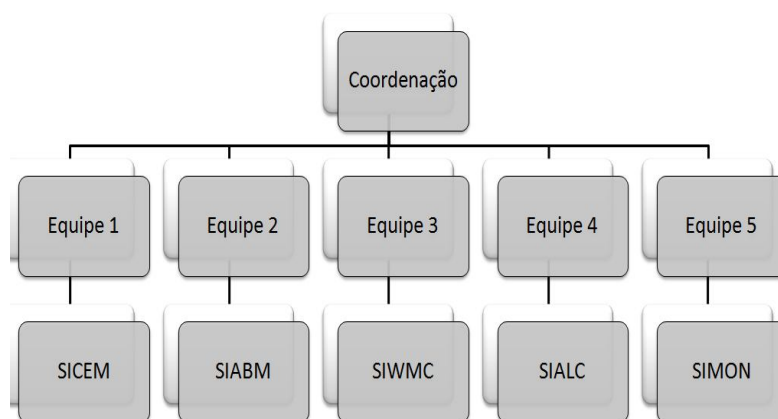 Coordenação
Equipe 1
Equipe 2
Equipe 3
Equipe 4
Equipe 5
SICEM
SIABM
SIWMC
SIALC
SIMON